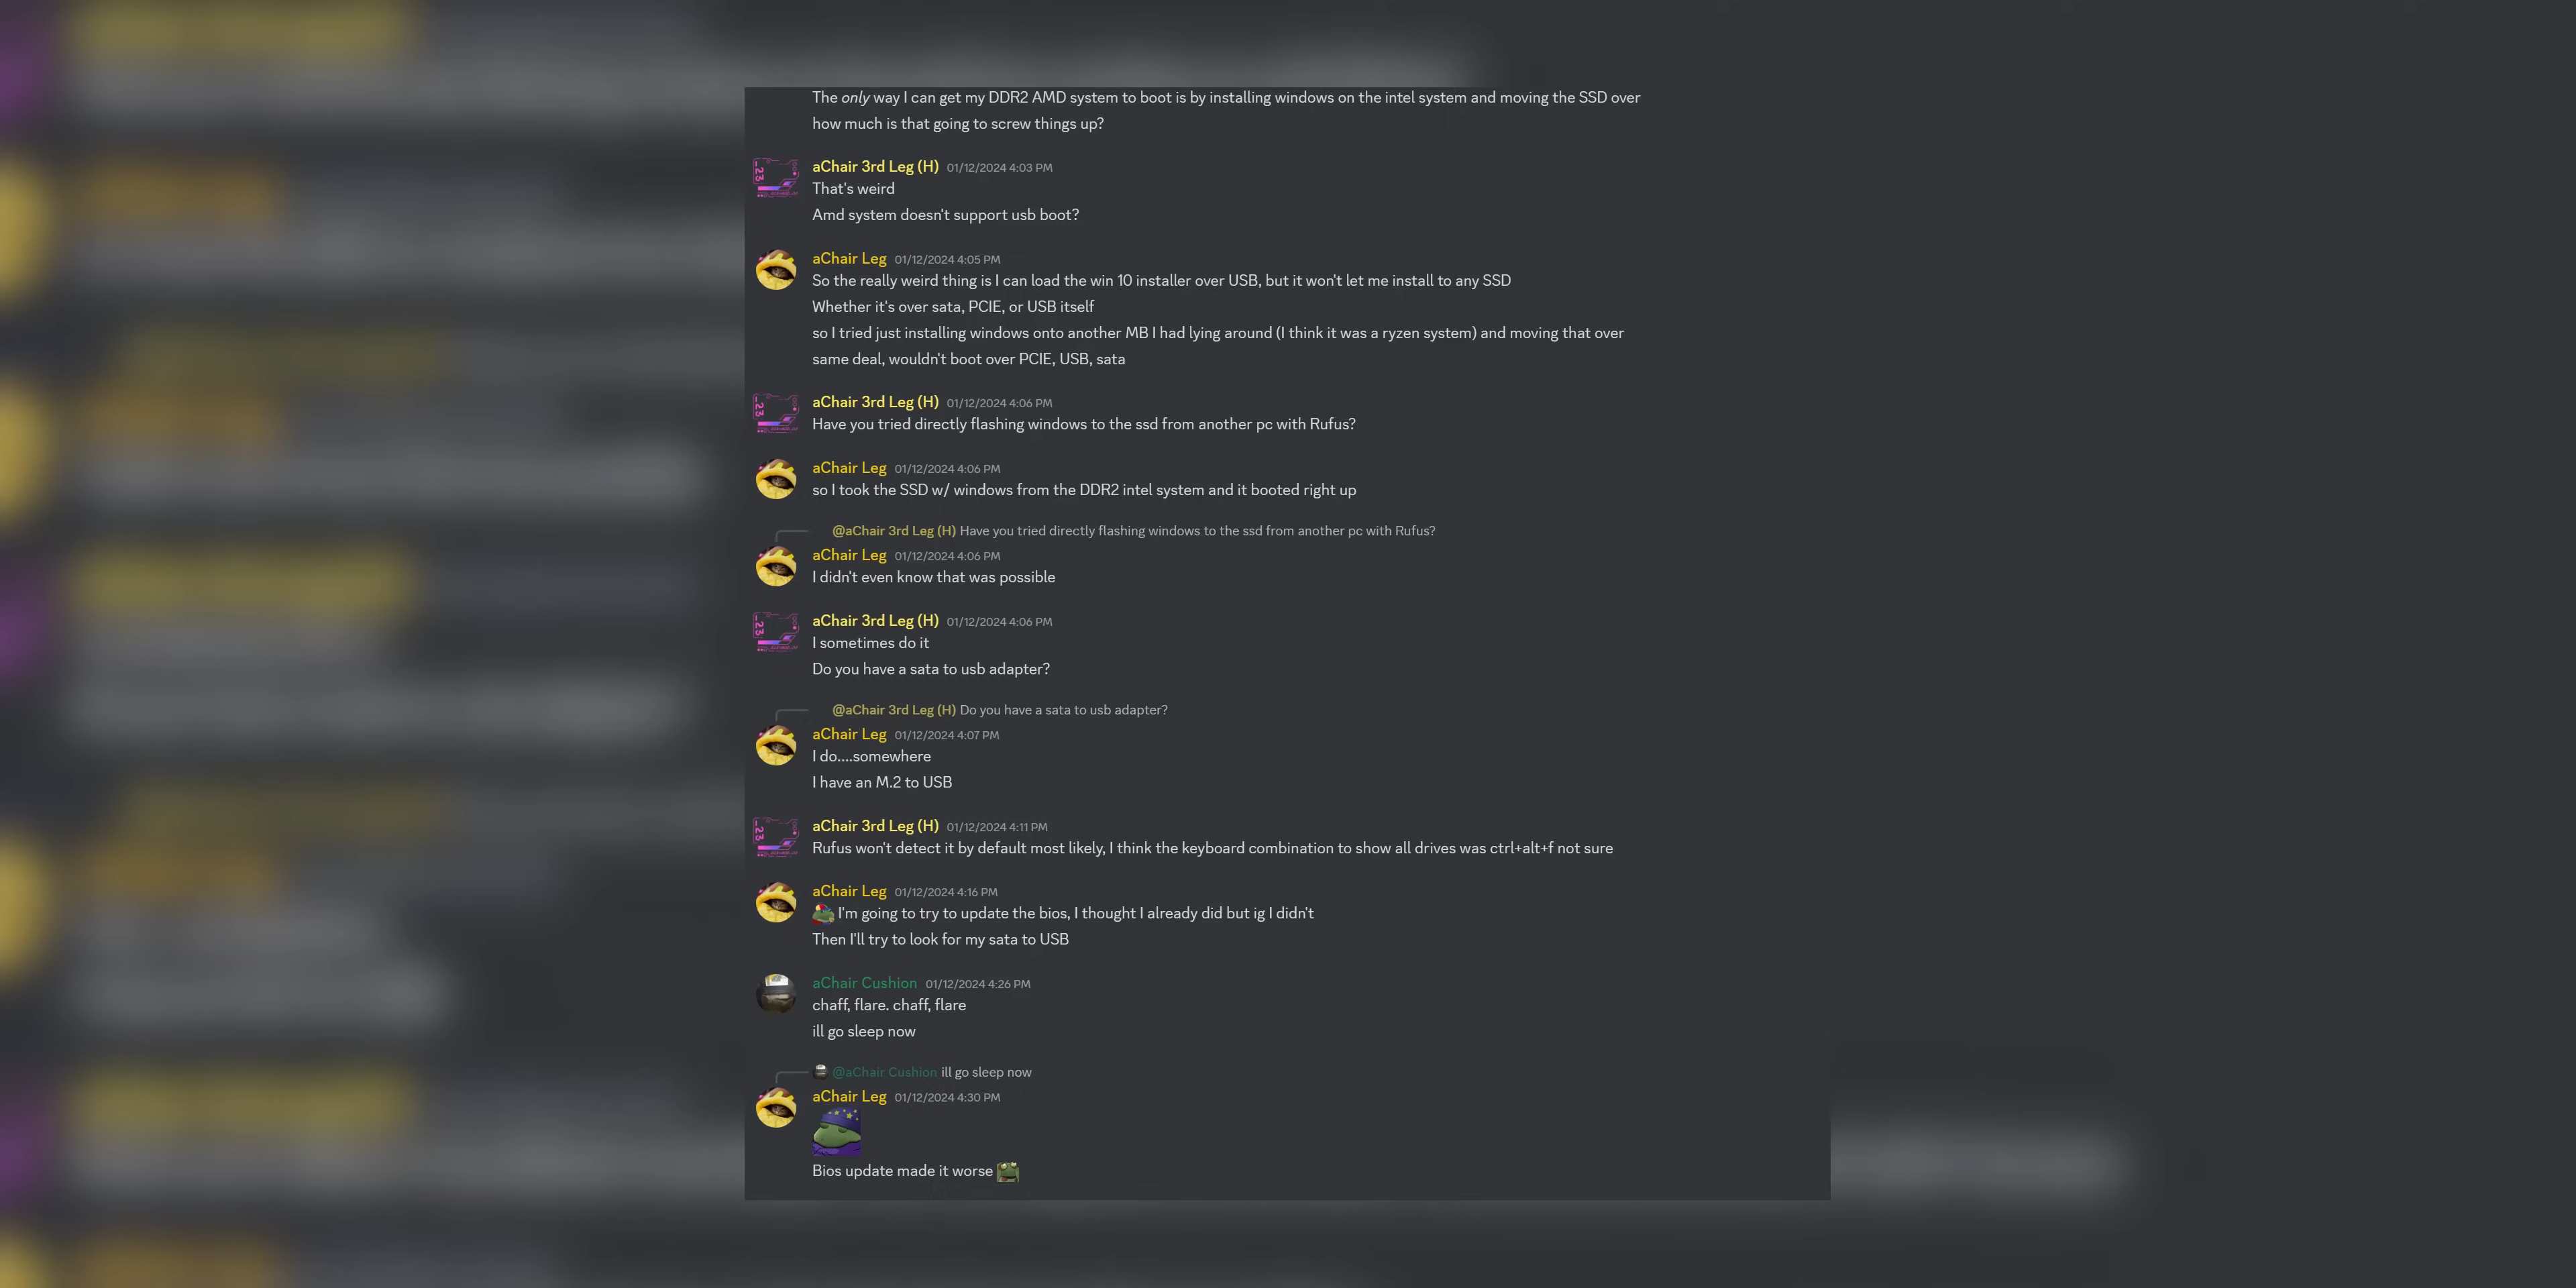 The only way I can get my DDR2 AMD system to boot is by installing windows on the intel system and moving the SSD over
how much is that going to screw things up?
aChair 3rd Leg (H) 01/12/2024 4:03 PM
That's weird
Amd system doesn't support usb boot?
aChair Leg 01/12/2024 4:05 PM
So the really weird thing is I can load the win 10 installer over USB, but it won't let me install to any SSD
Whether it's over sata, PCIE, or USB itself
so I tried just installing windows onto another MB I had lying around (I think it was a ryzen system) and moving that over
same deal, wouldn't boot over PCIE, USB, sata
aChair 3rd Leg (H) 01/12/2024 4:06 PM
Have you tried directly flashing windows to the ssd from another pc with Rufus?
aChair Leg 01/12/2024 4:06 PM
so I took the SSD w/ windows from the DDR2 intel system and it booted right up
@aChair 3rd Leg (H) Have you tried directly flashing windows to the ssd from another pc with Rufus?
aChair Leg 01/12/2024 4:06 PM
I didn't even know that was possible
aChair 3rd Leg (H) 01/12/2024 4:06 PM
I sometimes do it
Do you have a sata to usb adapter?
@aChair 3rd Leg (H) Do you have a sata to usb adapter?
aChair Leg 01/12/2024 4:07 PM
I do....somewhere
I have an M.2 to USB
aChair 3rd Leg (H) 01/12/2024 4:11 PM
Rufus won't detect it by default most likely, I think the keyboard combination to show all drives was ctrl+alt+f not sure
aChair Leg 01/12/2024 4:16 PM
I'm going to try to update the bios, I thought I already did but ig I didn't
Then I'll try to look for my sata to USB
aChair Cushion 01/12/2024 4:26 PM
chaff, flare. chaff, flare
ill go sleep now
@aChair Cushion ill go sleep now
aChair Leg 01/12/2024 4:30 PM
Bios update made it worse